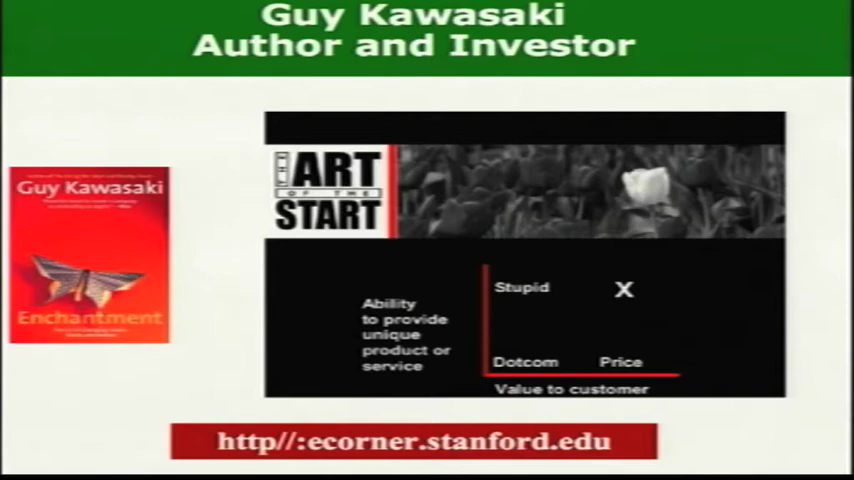 Guy Kawasaki
Author and Investor
THE ART
OF THE
START
Guy Kawasaki
Enchantment
Stupid X
Ability
to provide
unique
product or
service
Dotcom Price
Value to customer
http//:ecorner.stanford.edu